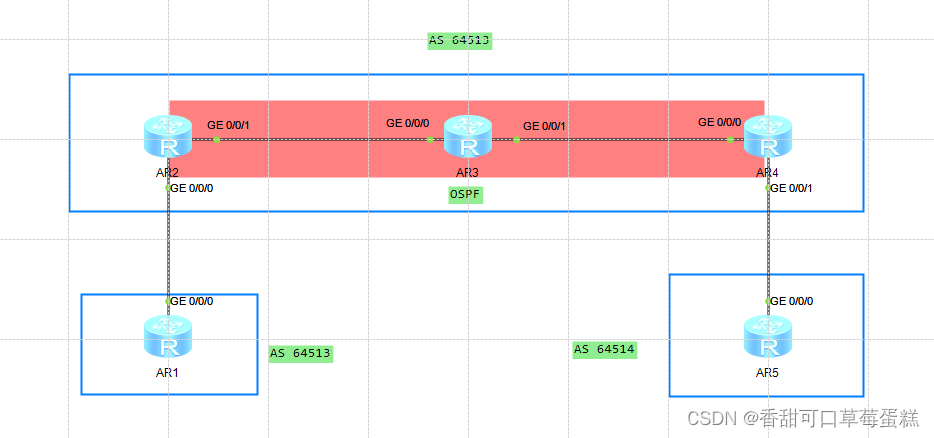 AS 64513
GE 0/0/1
GE 0/0/0
GE 0/0/1
GE 0/0/0
R
R
R
AR2
AR3
AR4
GE 0/0/0
OSPF
GE 0/0/1
GE 0/0/0
GE 0/0/0
R
AS 64513
AS 64514
R
AR1
AR5
CSDN @香甜可口草莓蛋糕